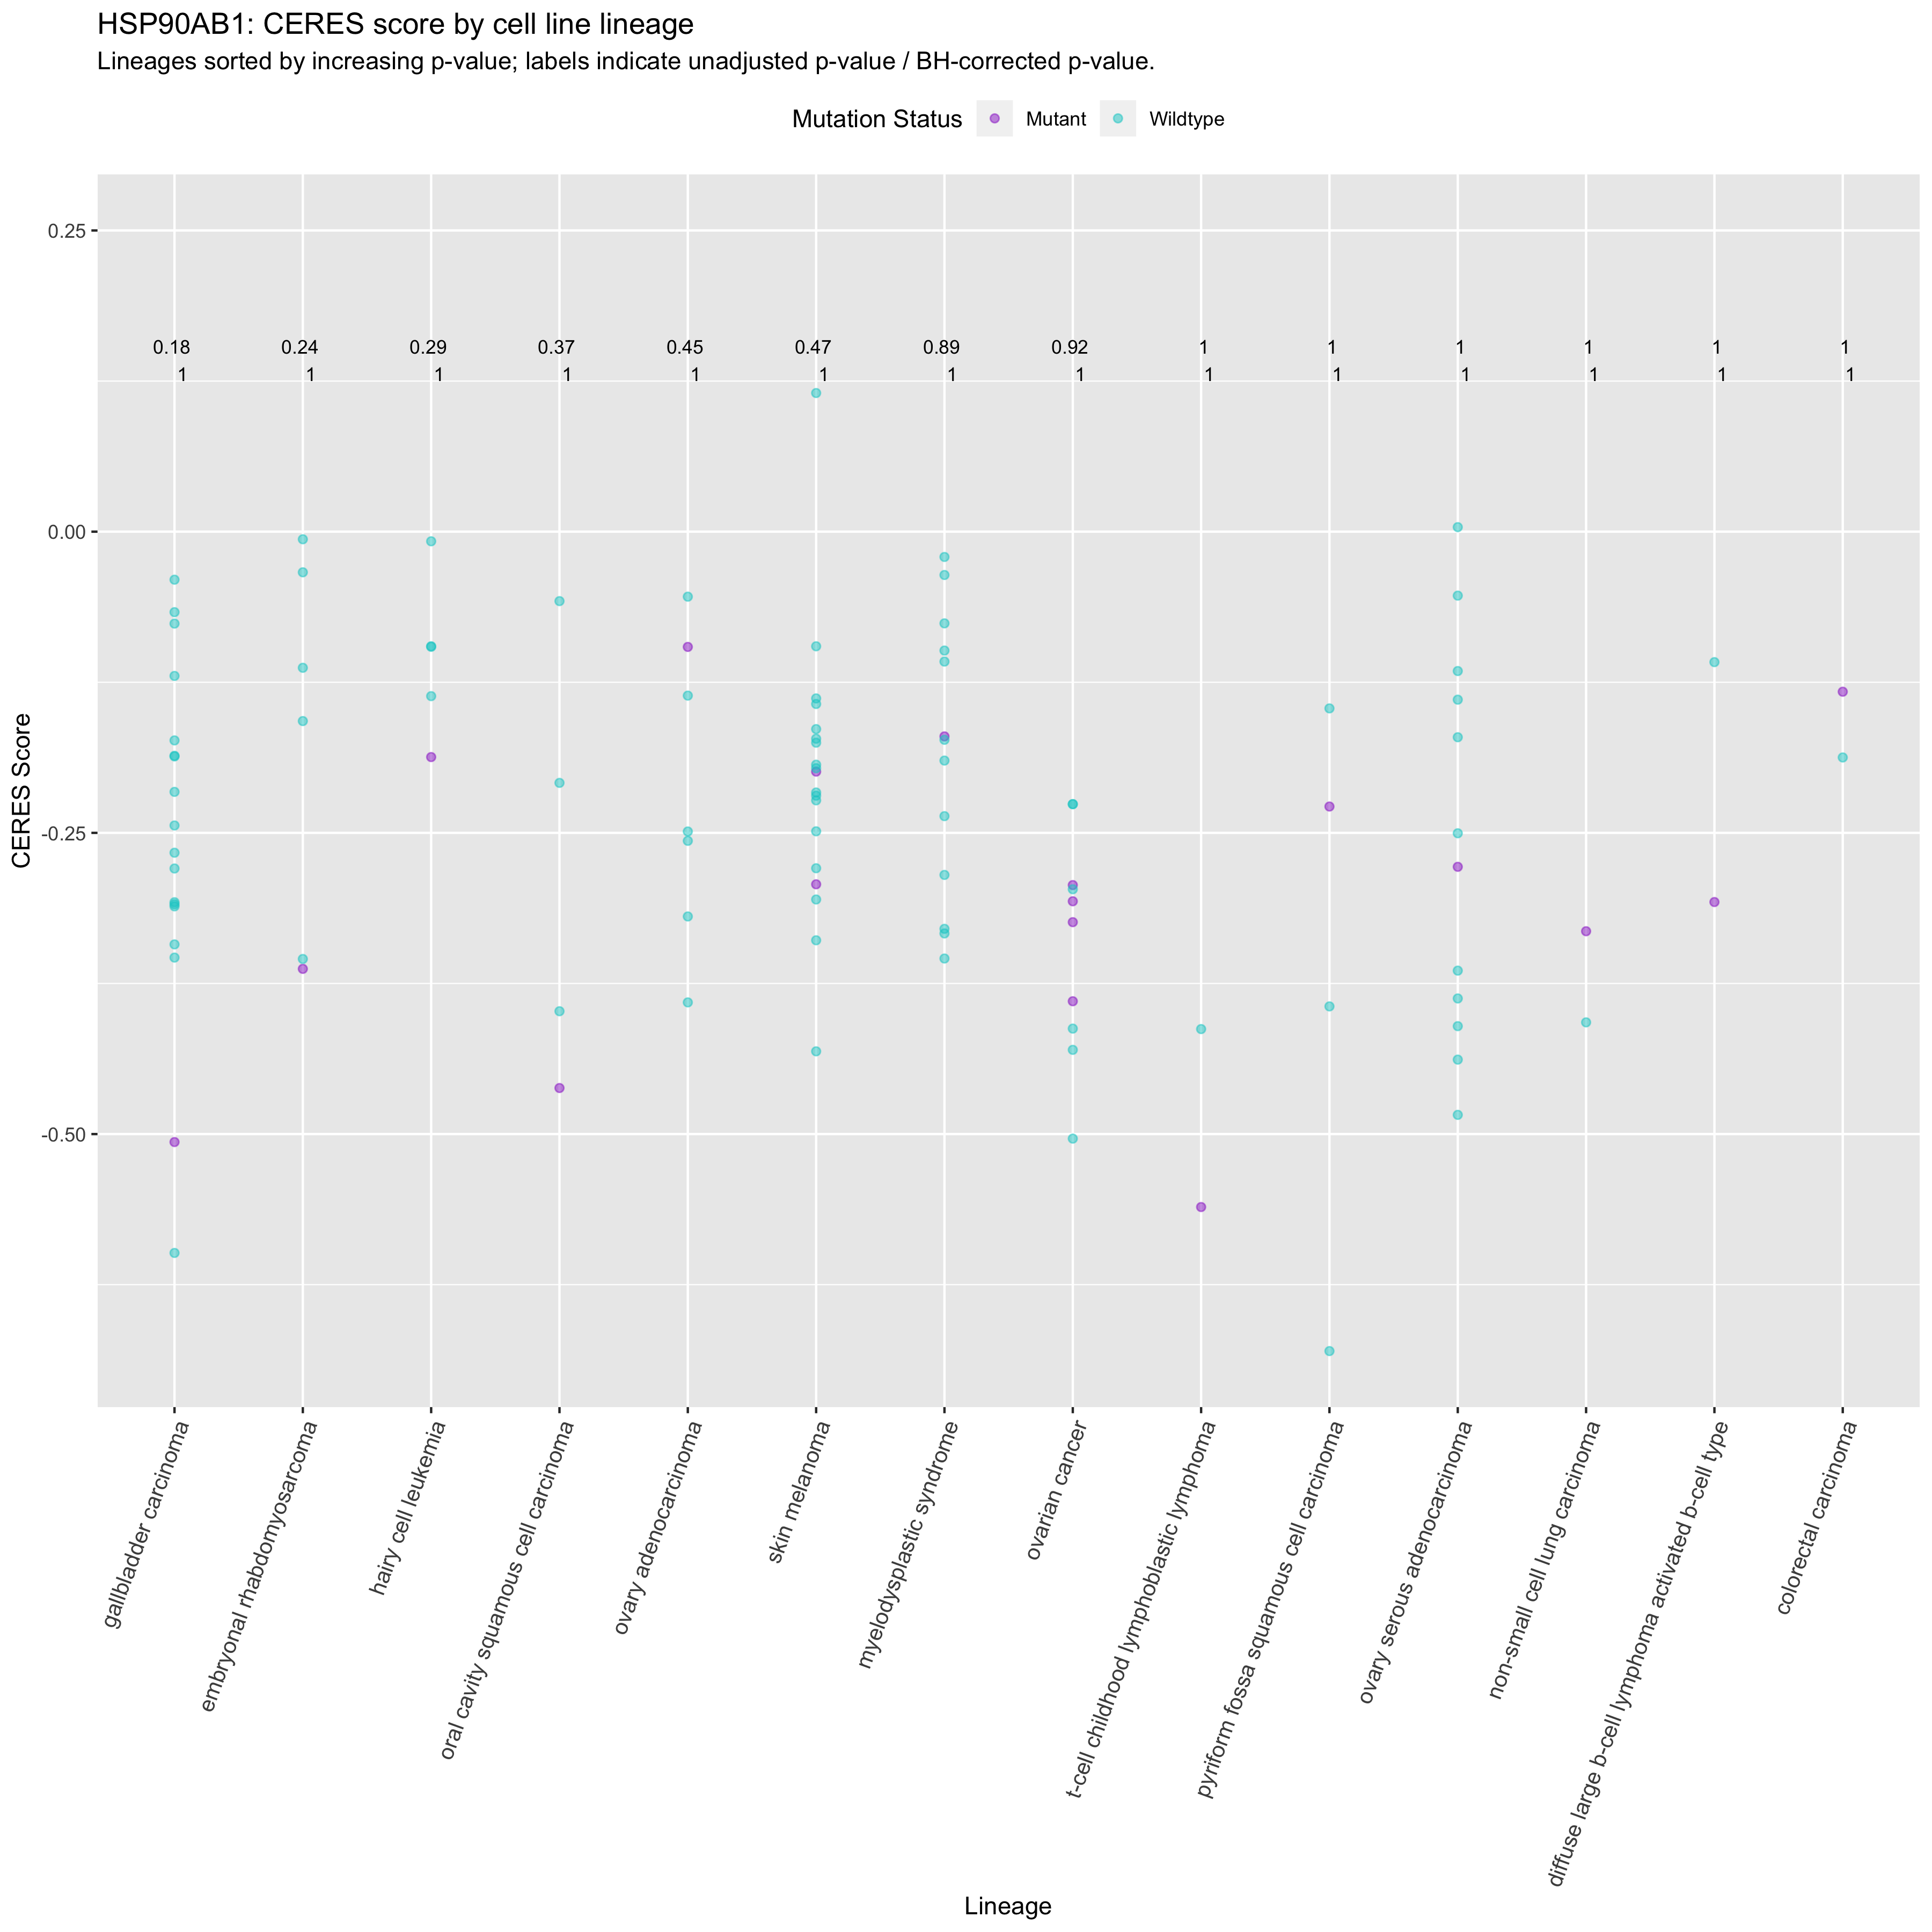 HSP90AB1: CERES score by cell line lineage
Lineages sorted by increasing p-value; labels indicate unadjusted p-value / BH-corrected p-value.
Mutation Status Mutant Wildtype
0.25
0.18 0.24 0.29 0.37 0.45 0.47 0.89 0.92 1 1 1 1 1 1
1 1 1 1 1 1 1 1 1 1 1 1 1 1
0.00
-0.25
-0.50
CERES Score
gallbladder carcinoma
embryonal rhabdomyosarcoma
hairy cell leukemia
oral cavity squamous cell carcinoma
ovary adenocarcinoma
skin melanoma
myelodysplastic syndrome
ovarian cancer
t-cell childhood lymphoblastic lymphoma
pyriform fossa squamous cell carcinoma
ovary serous adenocarcinoma
non-small cell lung carcinoma
diffuse large b-cell lymphoma activated b-cell type
colorectal carcinoma
Lineage